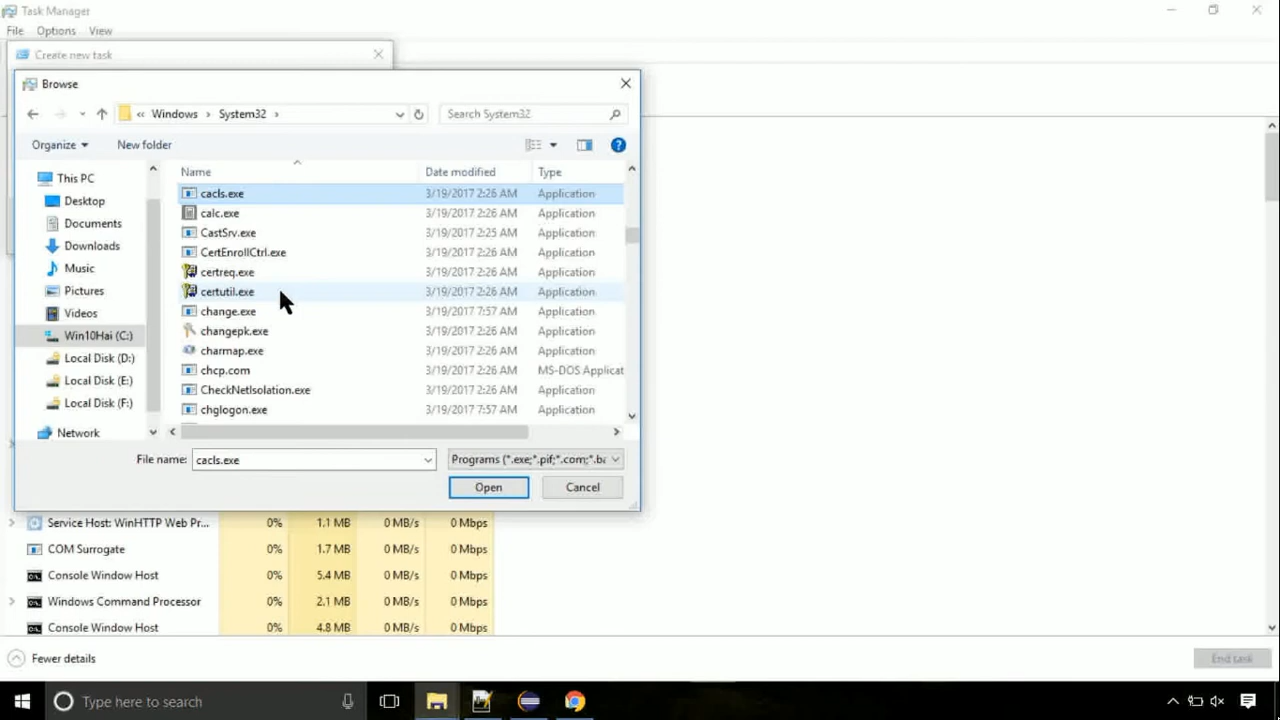 Task Manager
File Options View
Create new task
Browse
« Windows › System32 ›
Search System32
Organize New folder
Name Date modified Type
This PC
Desktop
Documents
Downloads
Music
Pictures
Videos
Win10Hai (C:)
Local Disk (D:)
Local Disk (E:)
Local Disk (F:)
Network
cacls.exe 3/19/2017 2:26 AM Application
calc.exe 3/19/2017 2:26 AM Application
CastSrv.exe 3/19/2017 2:25 AM Application
CertEnrollCtrl.exe 3/19/2017 2:26 AM Application
certreq.exe 3/19/2017 2:26 AM Application
certutil.exe 3/19/2017 2:26 AM Application
change.exe 3/19/2017 7:57 AM Application
changepk.exe 3/19/2017 2:26 AM Application
charmap.exe 3/19/2017 2:26 AM Application
chcp.com 3/19/2017 2:26 AM MS-DOS Applicat
CheckNetIsolation.exe 3/19/2017 2:26 AM Application
chglogon.exe 3/19/2017 7:57 AM Application
File name: cacls.exe Programs (*.exe;*.pif;*.com;*.ba
Open Cancel
Service Host: WinHTTP Web Pr... 0% 1.1 MB 0 MB/s 0 Mbps
COM Surrogate 0% 1.7 MB 0 MB/s 0 Mbps
Console Window Host 0% 5.4 MB 0 MB/s 0 Mbps
Windows Command Processor 0% 2.1 MB 0 MB/s 0 Mbps
Console Window Host 0% 4.8 MB 0 MB/s 0 Mbps
Fewer details
End task
Type here to search